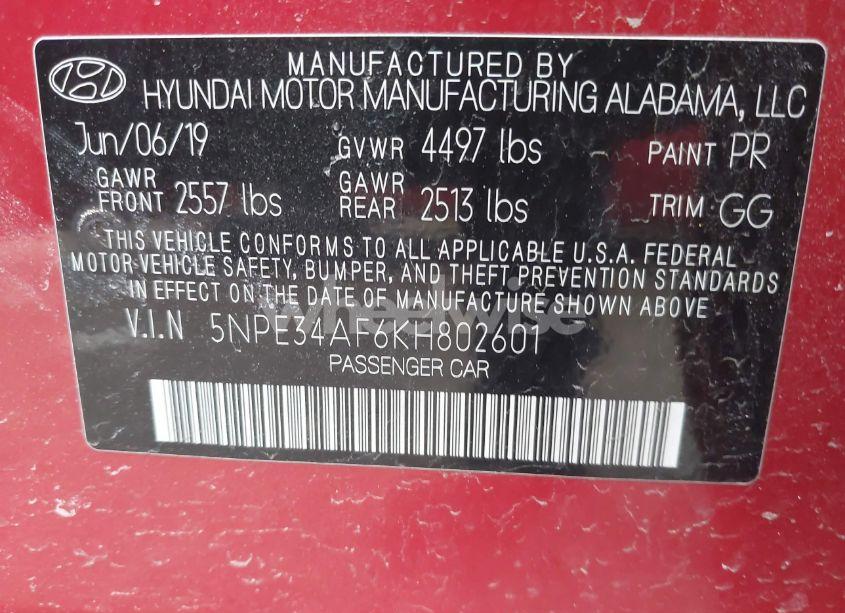 MANUFACTURED BY
HYUNDAI MOTOR MANUFACTURING ALABAMA, LLC
Jun/06/19 GVWR 4497 lbs PAINT PR
GAWR FRONT 2557 lbs GAWR REAR 2513 lbs TRIM GG
THIS VEHICLE CONFORMS TO ALL APPLICABLE U.S.A. FEDERAL
MOTOR VEHICLE SAFETY, BUMPER, AND THEFT PREVENTION STANDARDS
IN EFFECT ON THE DATE OF MANUFACTURE SHOWN ABOVE
V.I.N 5NPE34AF6KH802601
PASSENGER CAR
wheelwise